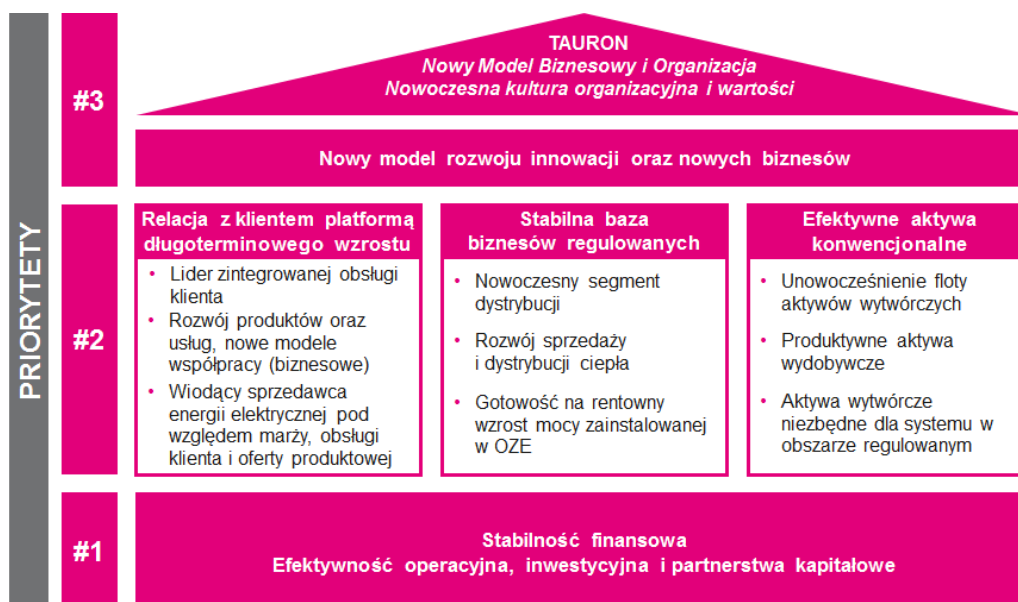 PRIORYTETY
#3
TAURON
Nowy Model Biznesowy i Organizacja
Nowoczesna kultura organizacyjna i wartości
Nowy model rozwoju innowacji oraz nowych biznesów
#2
Relacja z klientem platformą
długoterminowego wzrostu
• Lider zintegrowanej obsługi
klienta
• Rozwój produktów oraz
usług, nowe modele
współpracy (biznesowe)
• Wiodący sprzedawca
energii elektrycznej pod
względem marży, obsługi
klienta i oferty produktowej
Stabilna baza
biznesów regulowanych
• Nowoczesny segment
dystrybucji
• Rozwój sprzedaży
i dystrybucji ciepła
• Gotowość na rentowny
wzrost mocy zainstalowanej
w OZE
Efektywne aktywa
konwencjonalne
• Unowocześnienie floty
aktywów wytwórczych
• Produktywne aktywa
wydobywcze
• Aktywa wytwórcze
niezbędne dla systemu w
obszarze regulowanym
#1
Stabilność finansowa
Efektywność operacyjna, inwestycyjna i partnerstwa kapitałowe